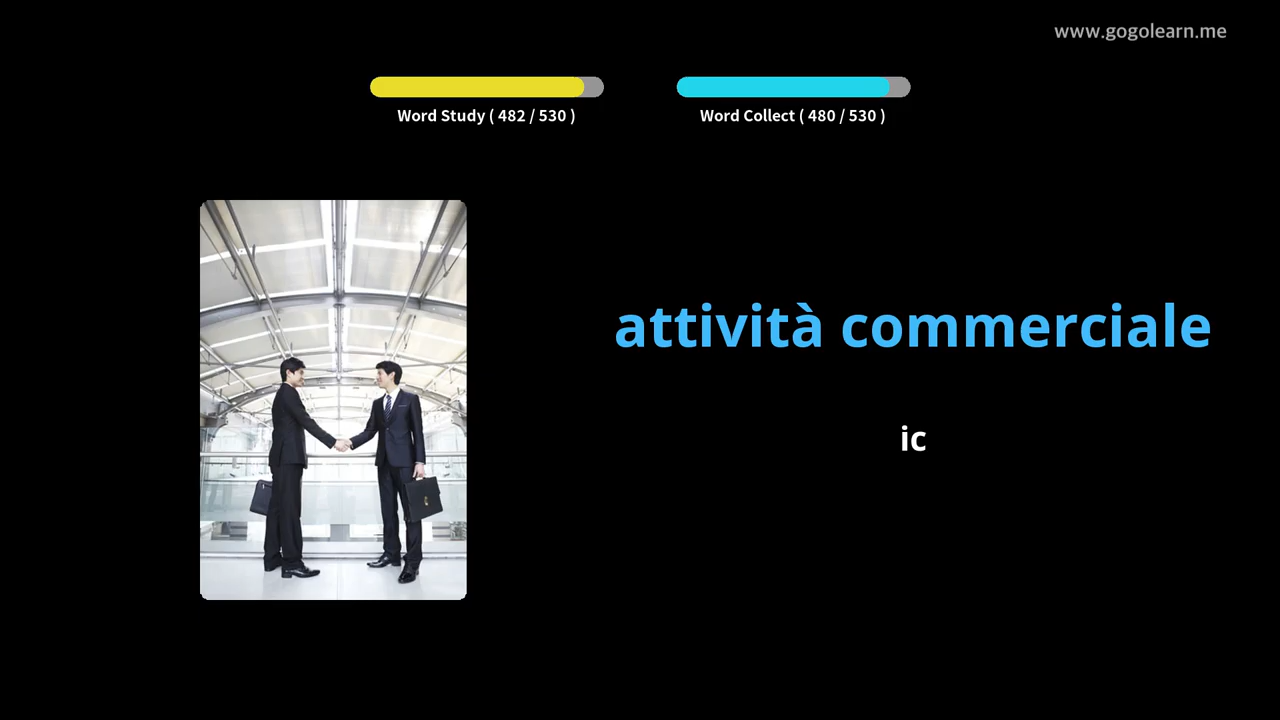 www.gogolearn.me
Word Study ( 482 / 530 )
Word Collect ( 480 / 530 )
attività commerciale
ic